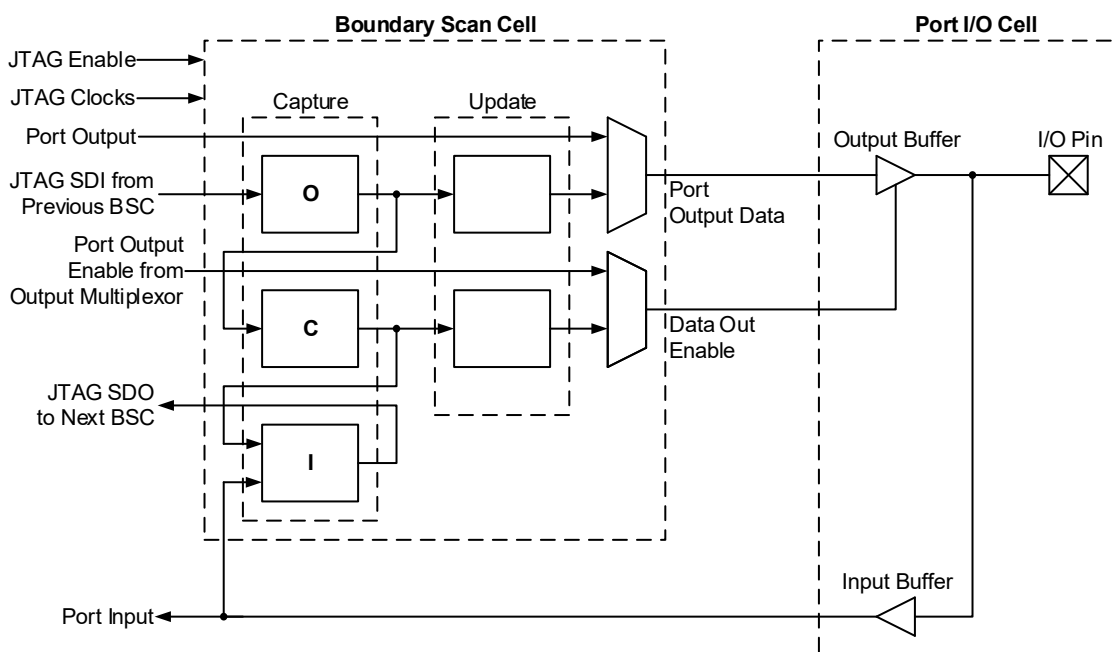 Boundary Scan Cell
Port I/O Cell
JTAG Enable
JTAG Clocks
Capture
Update
Port Output
Output Buffer
I/O Pin
JTAG SDI from
Previous BSC
O
Port
Output Data
Port Output
Enable from
Output Multiplexor
C
Data Out
Enable
JTAG SDO
to Next BSC
I
Input Buffer
Port Input